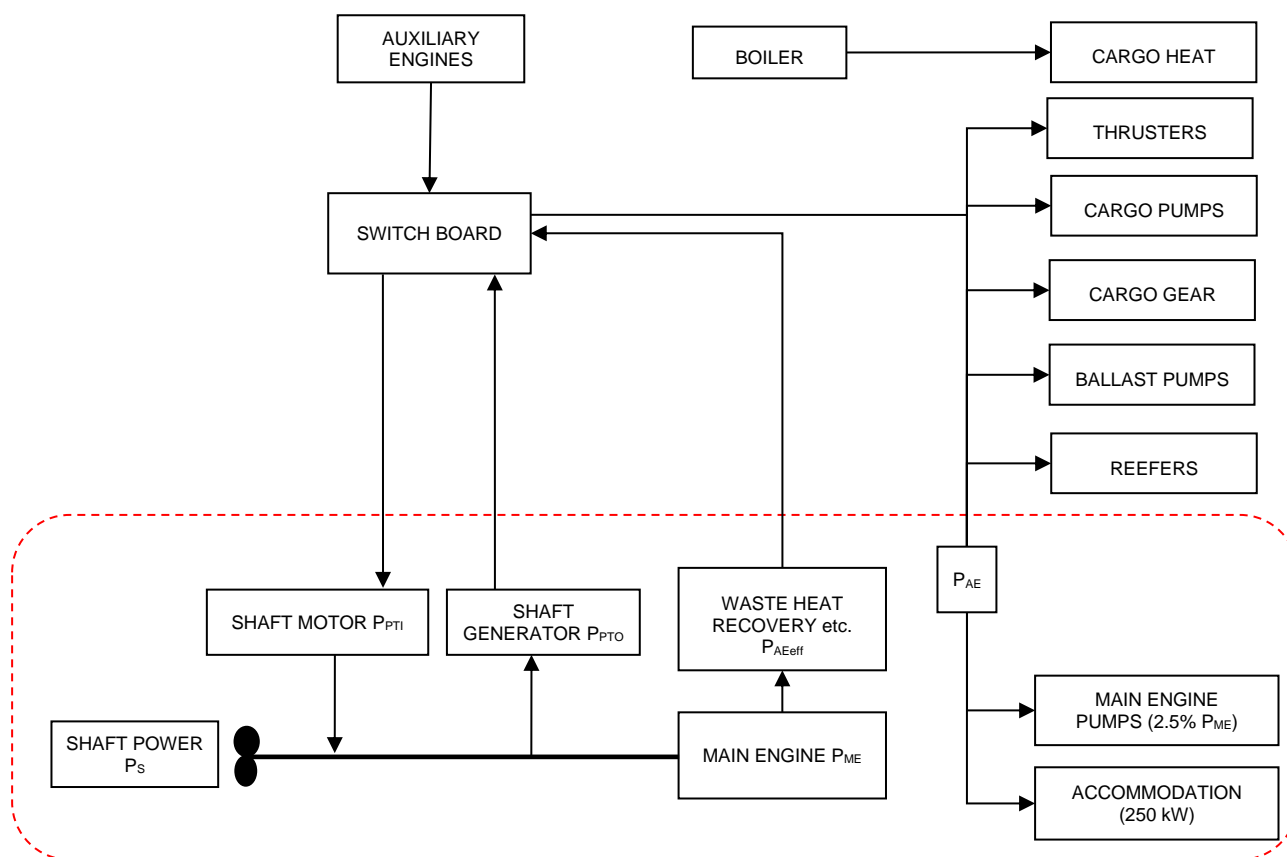 AUXILIARY
ENGINES
BOILER
CARGO HEAT
THRUSTERS
CARGO PUMPS
SWITCH BOARD
CARGO GEAR
BALLAST PUMPS
REEFERS
PAE
SHAFT MOTOR PPTI
SHAFT
GENERATOR PPTO
WASTE HEAT
RECOVERY etc.
PAEeff
MAIN ENGINE
PUMPS (2.5% PME)
SHAFT POWER
PS
MAIN ENGINE PME
ACCOMMODATION
(250 kW)